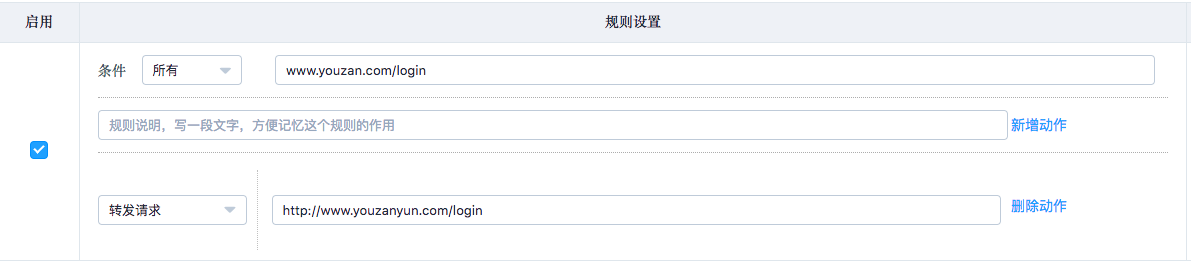 启用 规则设置
条件 所有 www.youzan.com/login
规则说明，写一段文字，方便记忆这个规则的作用 新增动作
转发请求 http://www.youzanyun.com/login 删除动作